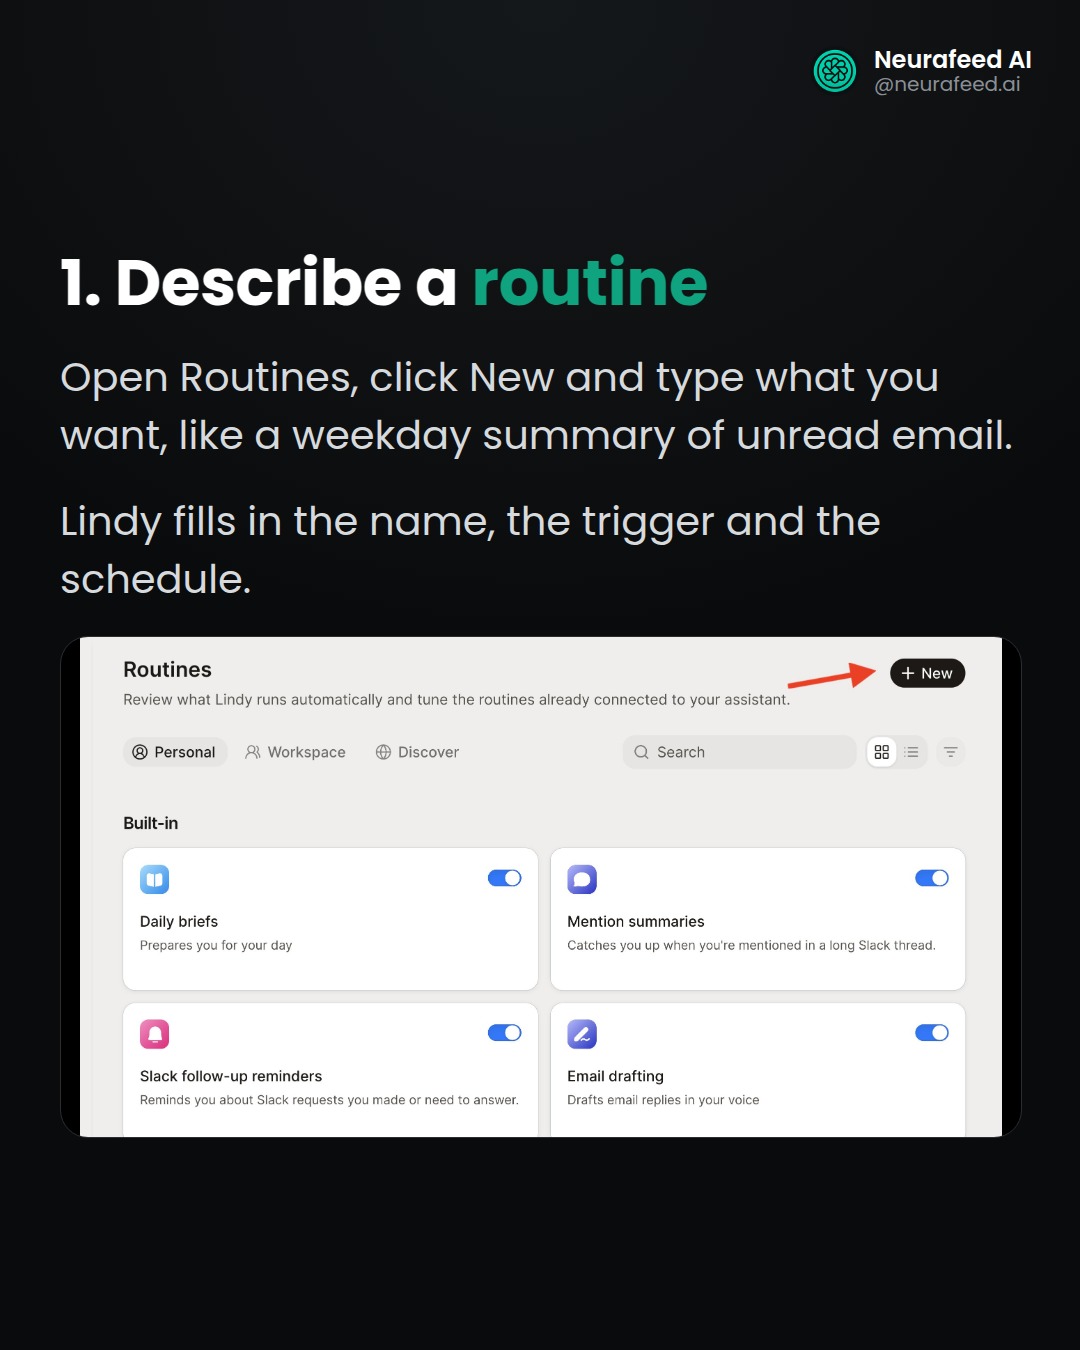 Neurafeed AI
@neurafeed.ai
1. Describe a routine
Open Routines, click New and type what you
want, like a weekday summary of unread email.
Lindy fills in the name, the trigger and the
schedule.
Routines
New
Review what Lindy runs automatically and tune the routines already connected to your assistant.
Personal Workspace Discover Search
Built-in
Daily briefs
Prepares you for your day
Mention summaries
Catches you up when you're mentioned in a long Slack thread.
Slack follow-up reminders
Reminds you about Slack requests you made or need to answer.
Email drafting
Drafts email replies in your voice